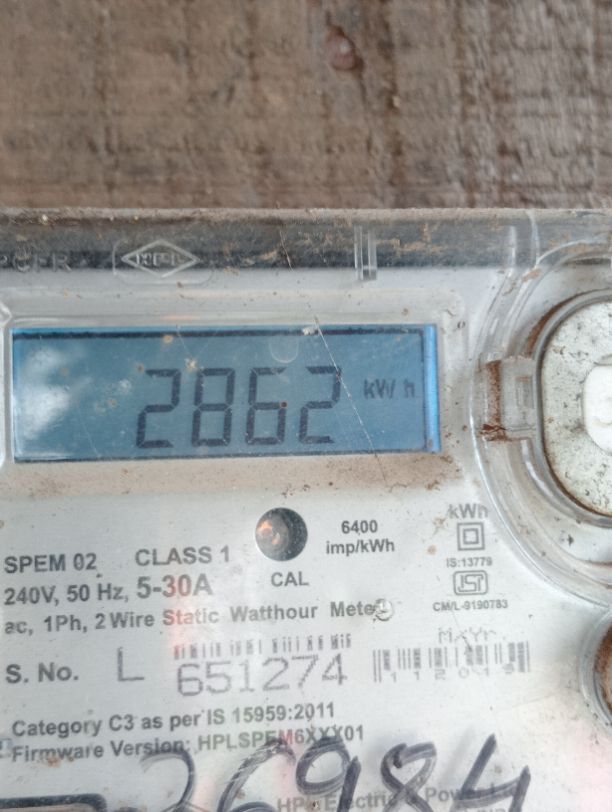 HPL
2862 kWh
6400
imp/kWh
kWh
IS:13779
CM/L-9190783
SPEM 02 CLASS 1
CAL
240V, 50 Hz, 5-30A
ac, 1Ph, 2 Wire Static Watthour Meter
M/Yr
S. No. L 651274
Category C3 as per IS 15959:2011
Firmware Version: HPLSPEM6XXX01
26984